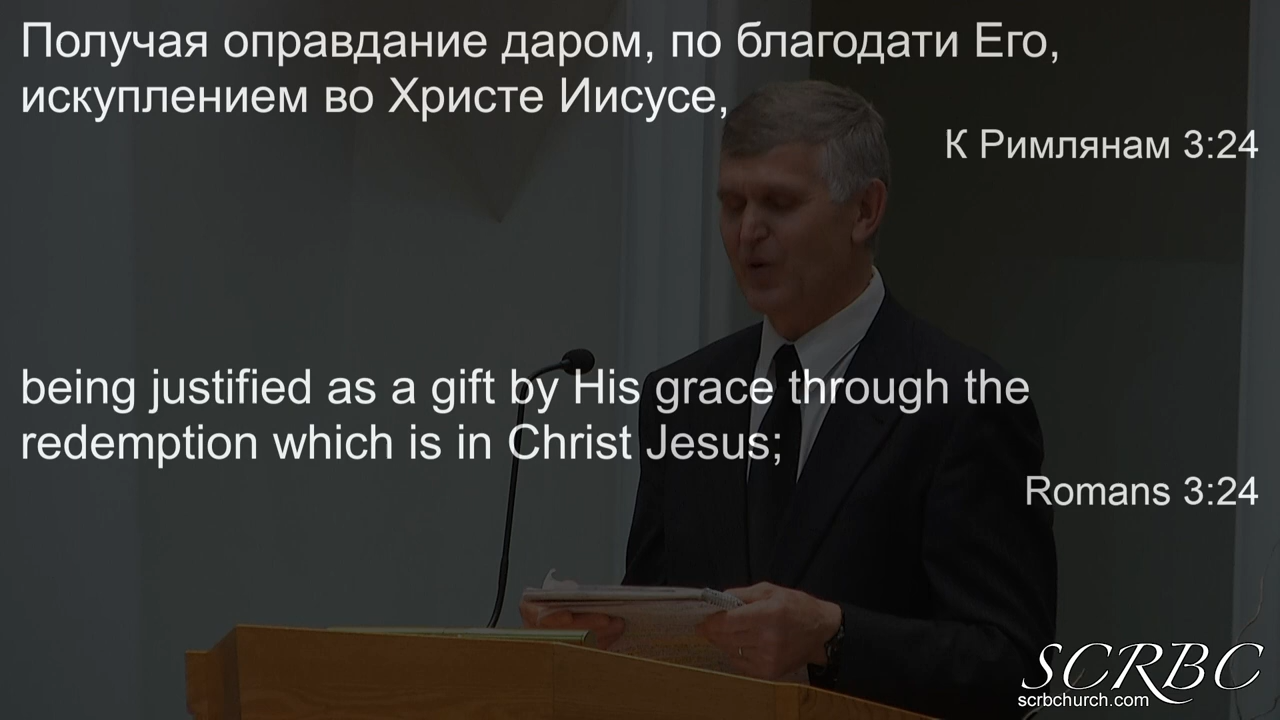 Получая оправдание даром, по благодати Его,
искуплением во Христе Иисусе,
К Римлянам 3:24
being justified as a gift by His grace through the
redemption which is in Christ Jesus;
Romans 3:24
SCRBC
scrbchurch.com